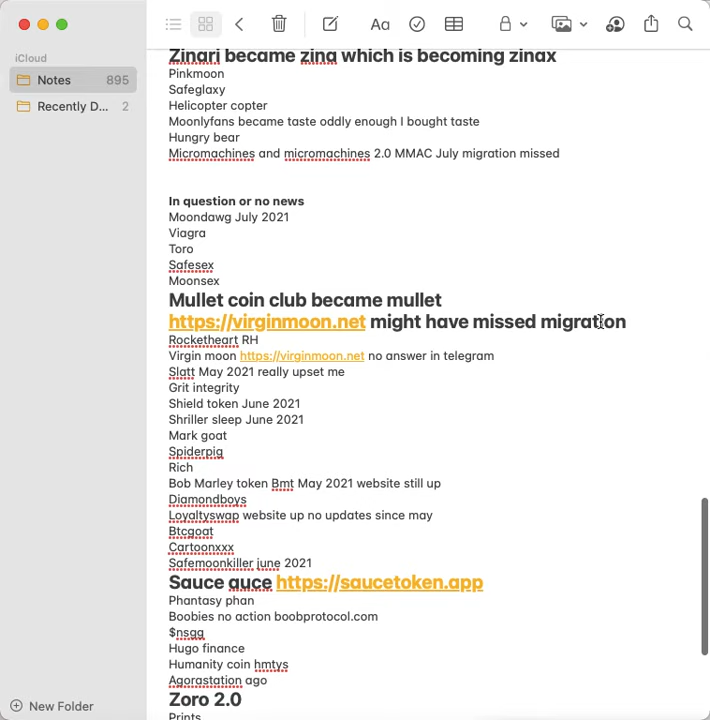 iCloud
Notes 895
Recently D... 2
New Folder
Aa
Zinari became zina which is becoming zinax
Pinkmoon
Safeglaxy
Helicopter copter
Moonlyfans became taste oddly enough I bought taste
Hungry bear
Micromachines and micromachines 2.0 MMAC July migration missed
In question or no news
Moondawg July 2021
Viagra
Toro
Safesex
Moonsex
Mullet coin club became mullet
https://virginmoon.net might have missed migration
Rocketheart RH
Virgin moon https://virginmoon.net no answer in telegram
Slatt May 2021 really upset me
Grit integrity
Shield token June 2021
Shriller sleep June 2021
Mark goat
Spiderpig
Rich
Bob Marley token Bmt May 2021 website still up
Diamondboys
Loyaltyswap website up no updates since may
Btcgoat
Cartoonxxx
Safemoonkiller june 2021
Sauce auce https://saucetoken.app
Phantasy phan
Boobies no action boobprotocol.com
$nsgg
Hugo finance
Humanity coin hmtys
Agorastation ago
Zoro 2.0
Prints